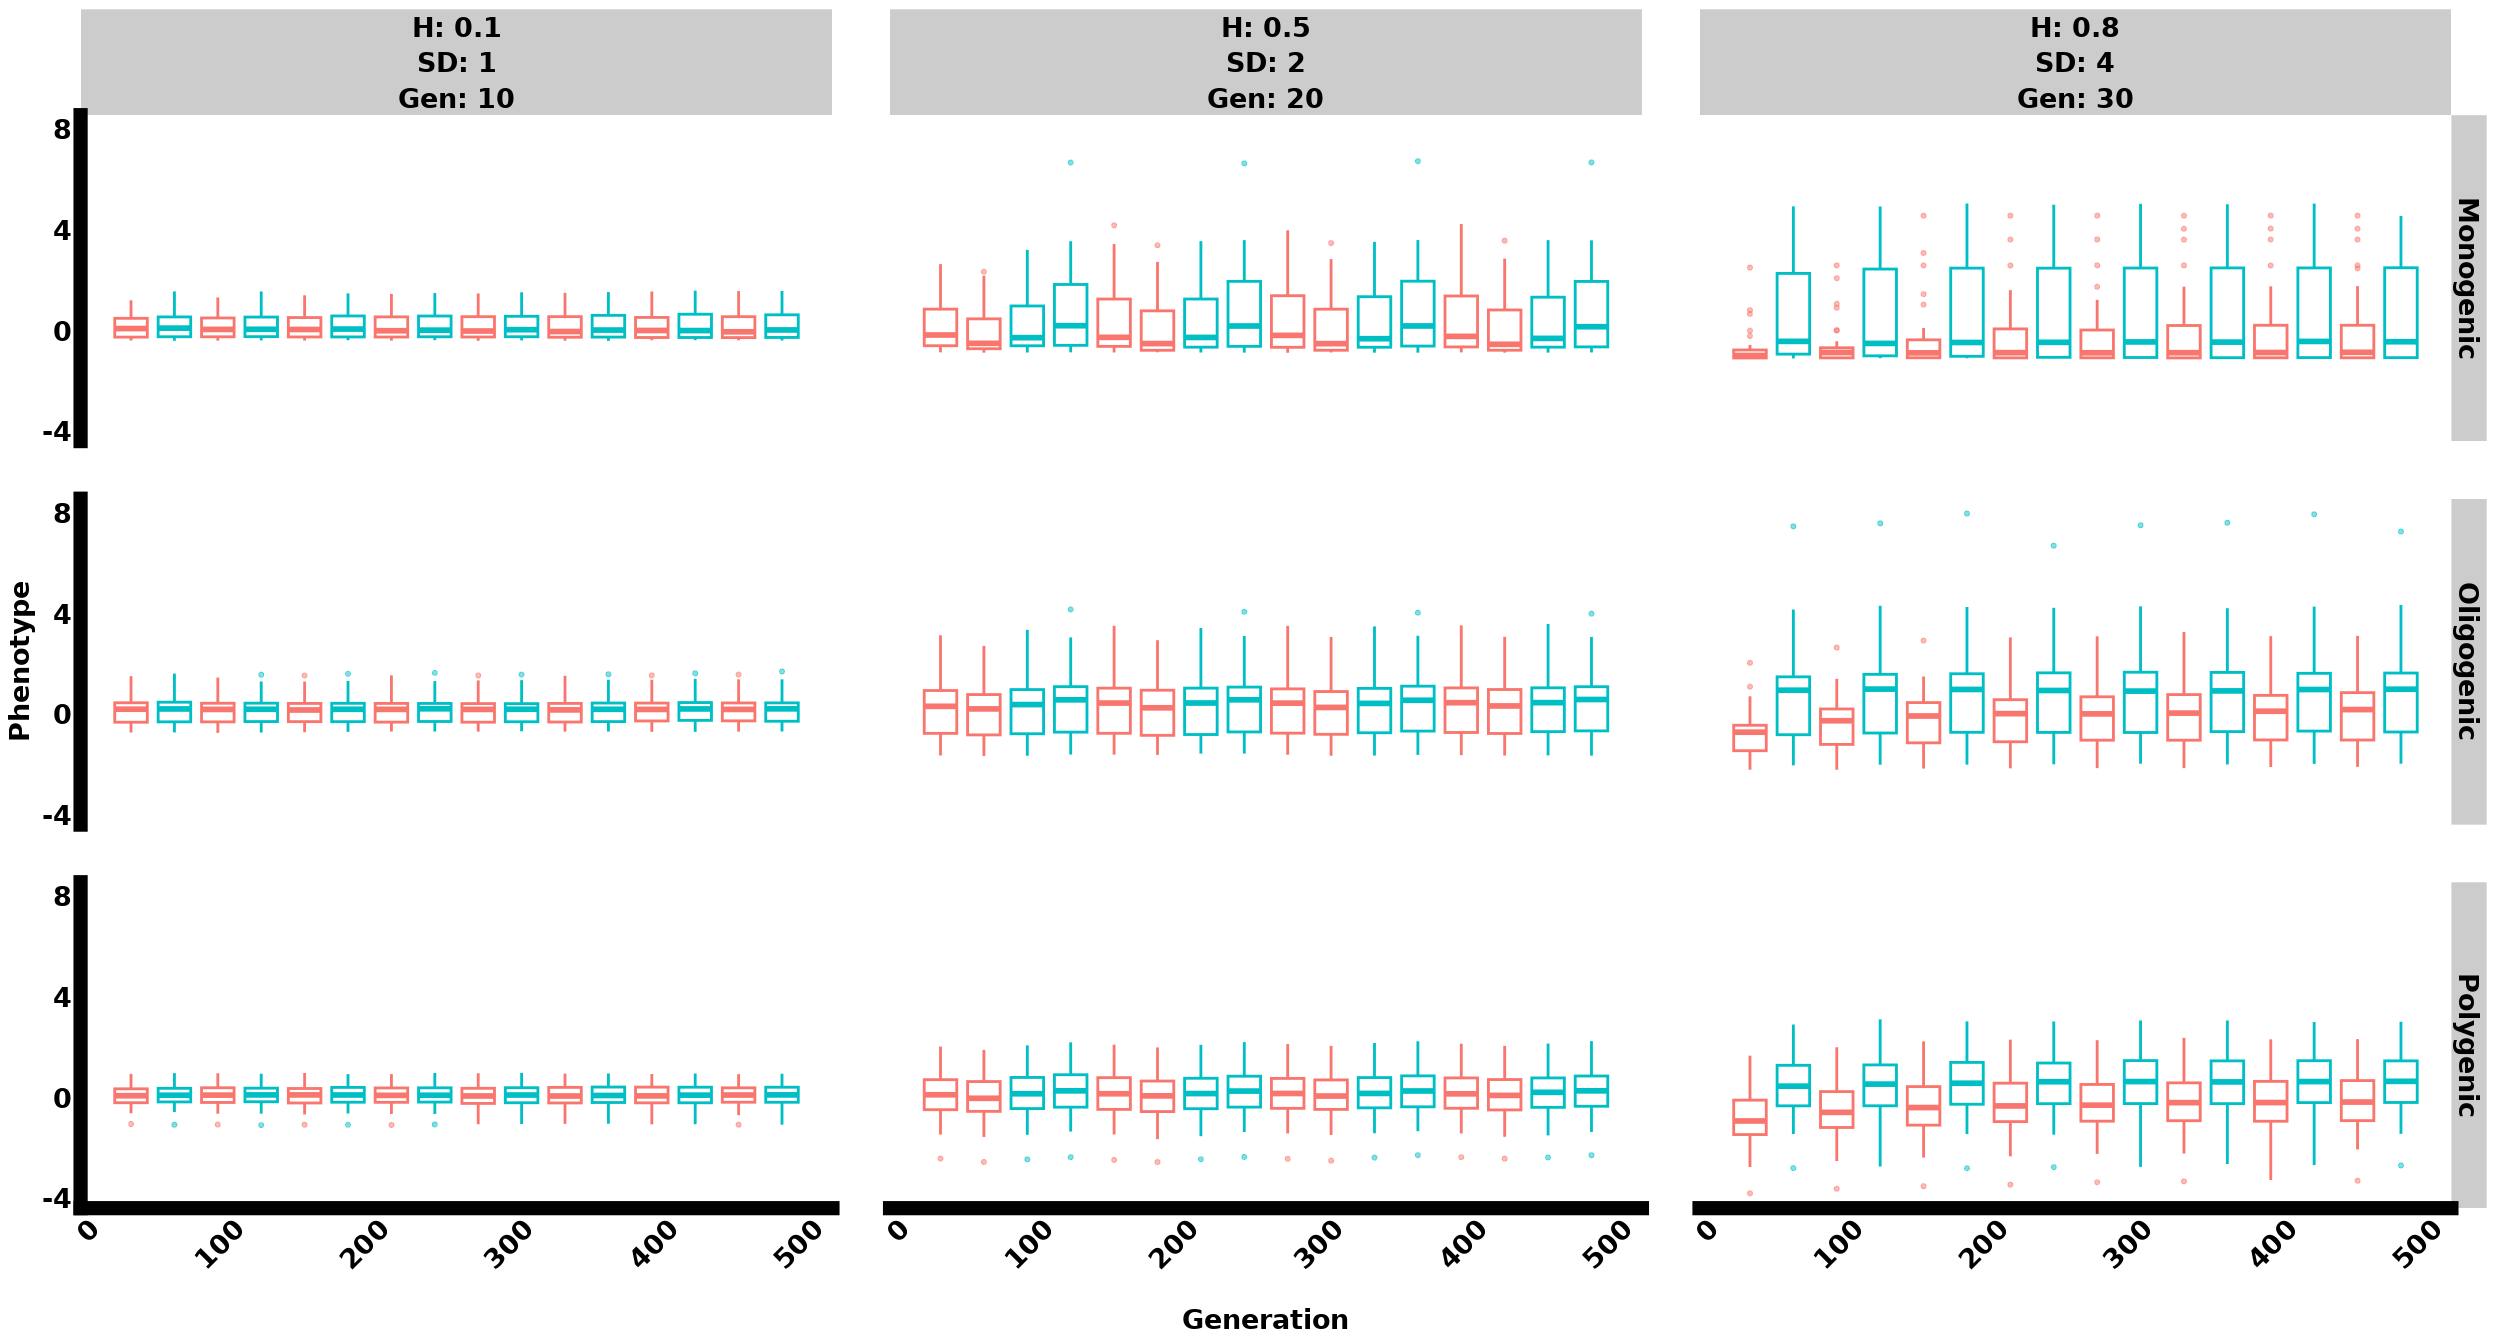 H: 0.1
SD: 1
Gen: 10
H: 0.5
SD: 2
Gen: 20
H: 0.8
SD: 4
Gen: 30
8
4
0
-4
Monogenic
Phenotype
8
4
0
-4
Oligogenic
8
4
0
-4
Polygenic
0 100 200 300 400 500
0 100 200 300 400 500
0 100 200 300 400 500
Generation